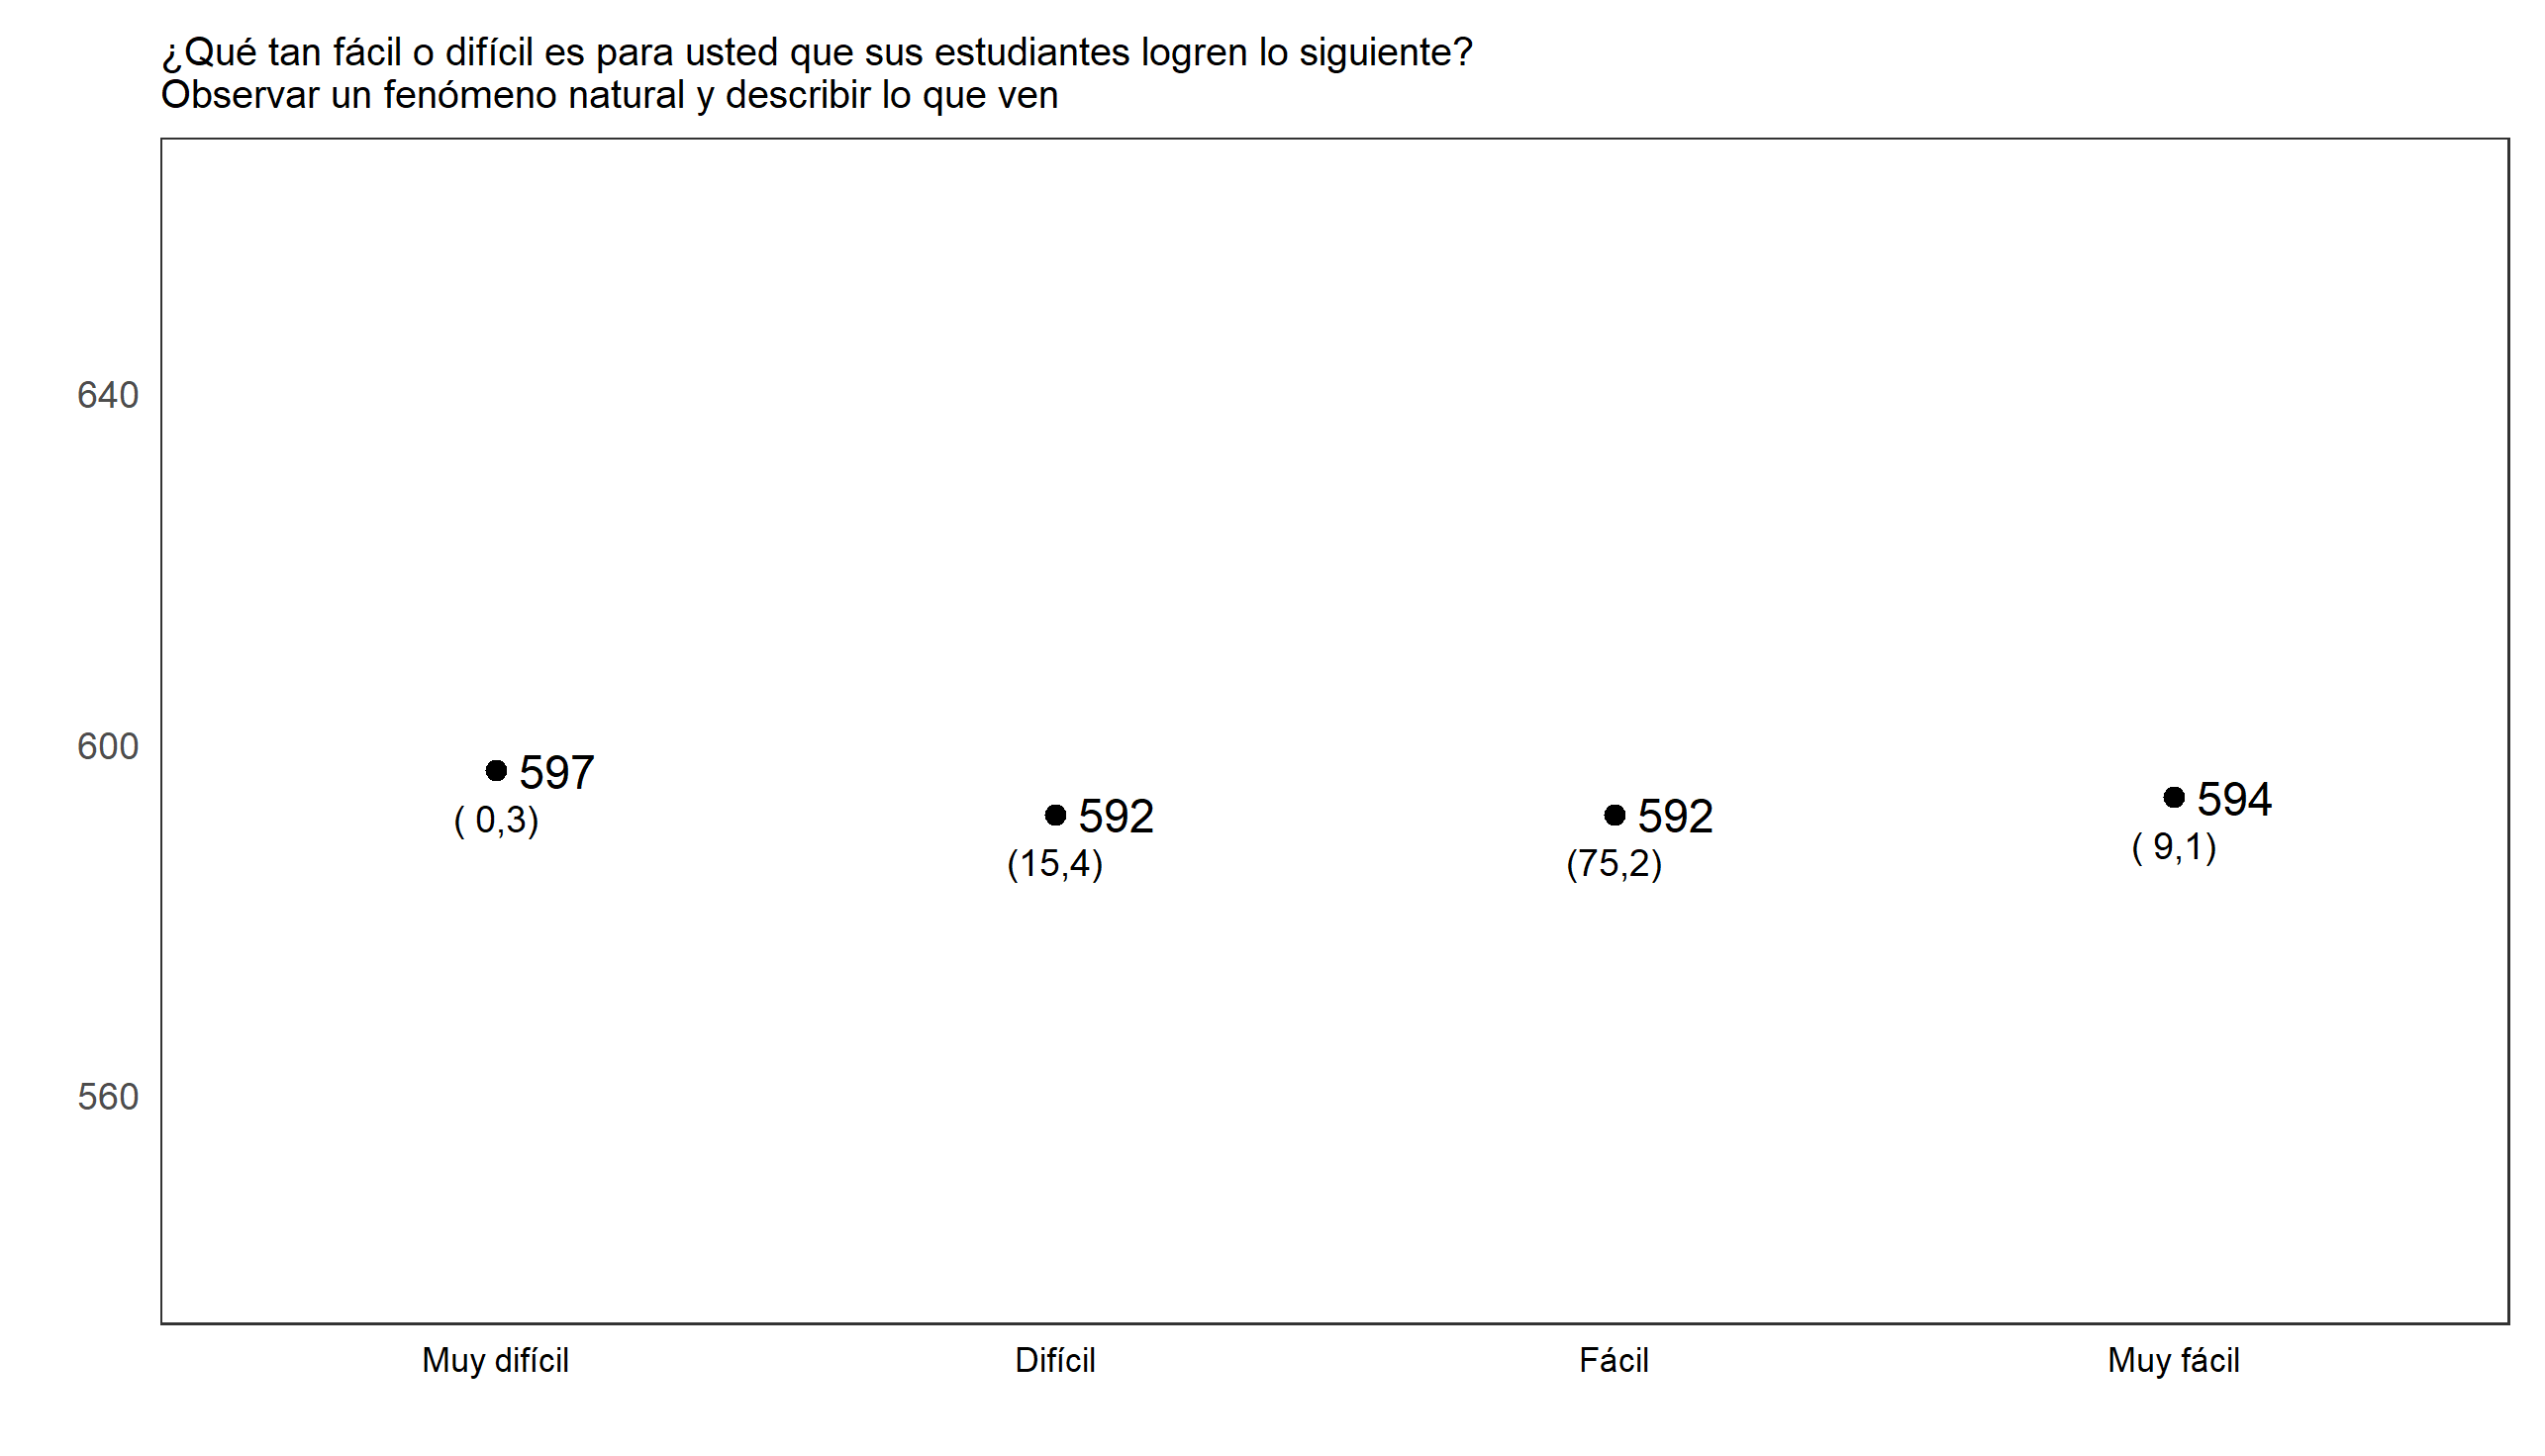 ¿Qué tan fácil o difícil es para usted que sus estudiantes logren lo siguiente?
Observar un fenómeno natural y describir lo que ven
640
600
560
597
( 0,3)
592
(15,4)
592
(75,2)
594
( 9,1)
Muy difícil
Difícil
Fácil
Muy fácil